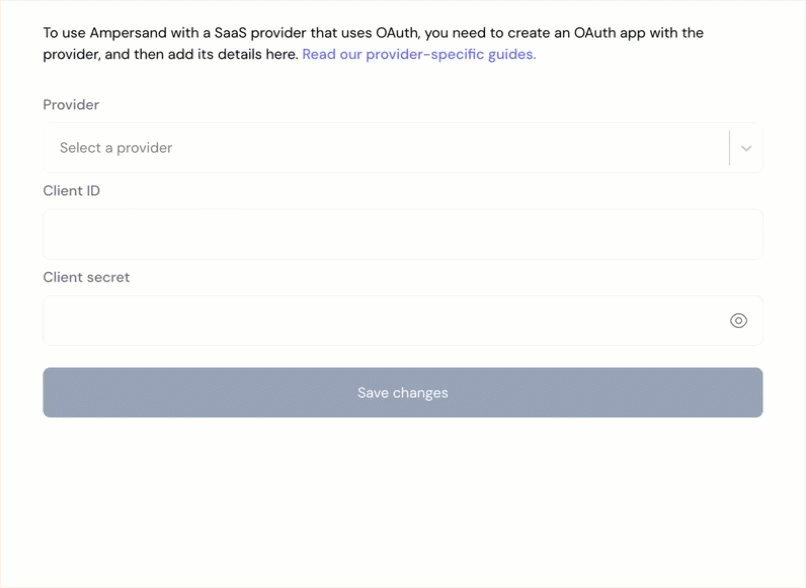 To use Ampersand with a SaaS provider that uses OAuth, you need to create an OAuth app with the
provider, and then add its details here. Read our provider-specific guides.
Provider
Select a provider
Client ID
Client secret
Save changes